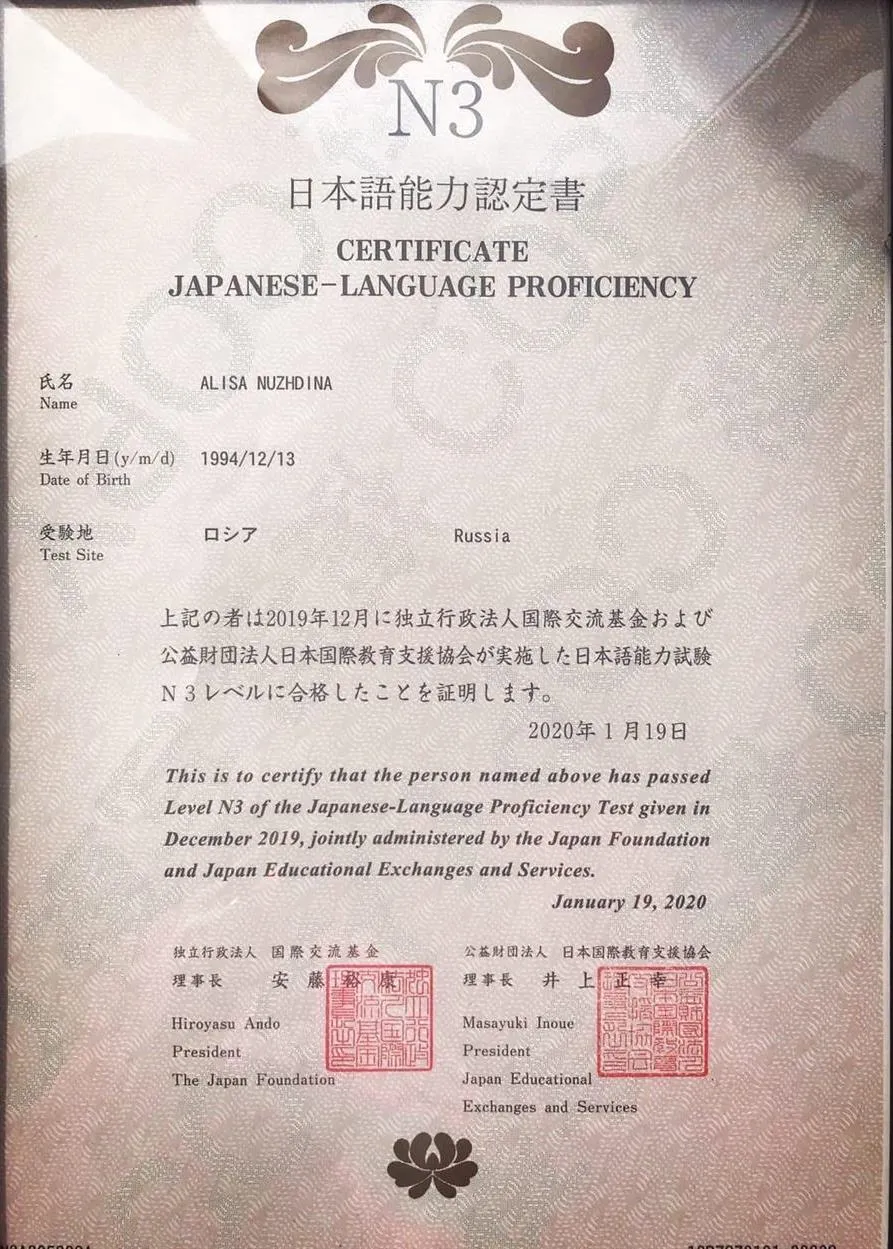 N3
日本語能力認定書
CERTIFICATE
JAPANESE-LANGUAGE PROFICIENCY
氏名 ALISA NUZHDINA
Name
生年月日(y/m/d) 1994/12/13
Date of Birth
受験地 ロシア Russia
Test Site
上記の者は2019年12月に独立行政法人国際交流基金および
公益財団法人日本国際教育支援協会が実施した日本語能力試験
N3レベルに合格したことを証明します。
2020年1月19日
This is to certify that the person named above has passed
Level N3 of the Japanese-Language Proficiency Test given in
December 2019, jointly administered by the Japan Foundation
and Japan Educational Exchanges and Services.
January 19, 2020
独立行政法人 国際交流基金
理事長 安藤裕康
Hiroyasu Ando
President
The Japan Foundation
公益財団法人 日本国際教育支援協会
理事長 井上正幸
Masayuki Inoue
President
Japan Educational
Exchanges and Services